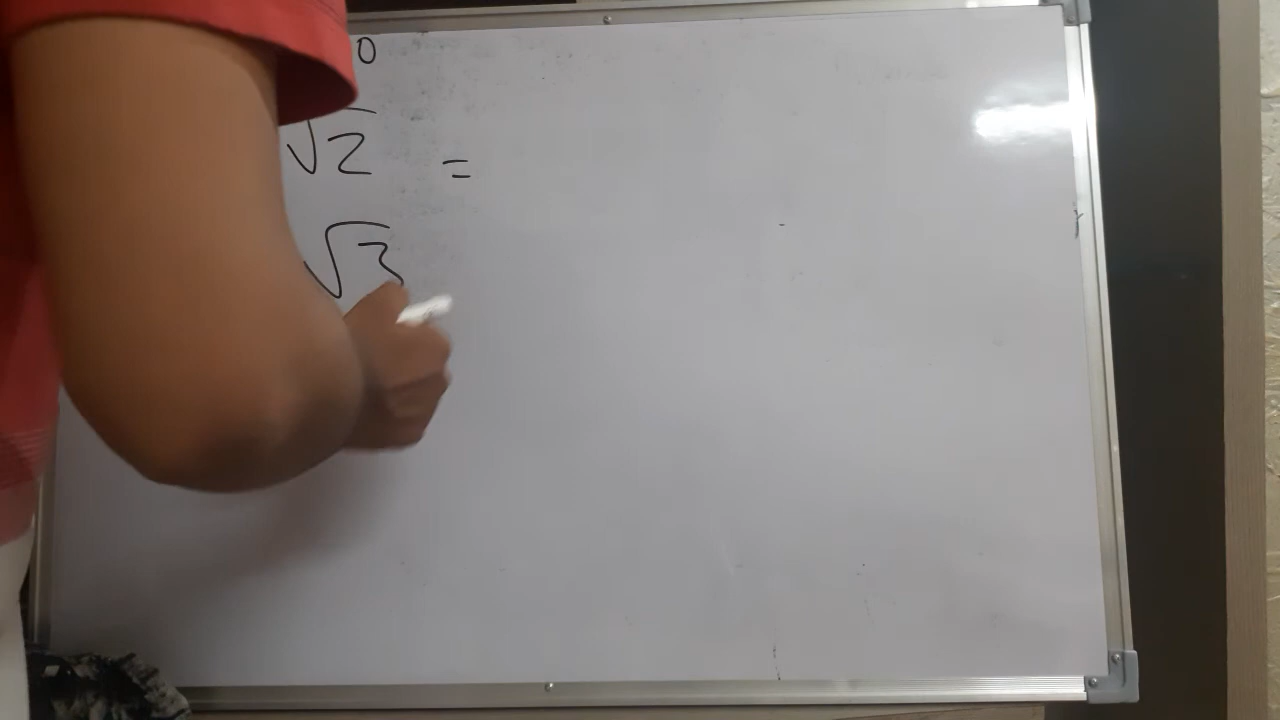 0
√2 =
√3